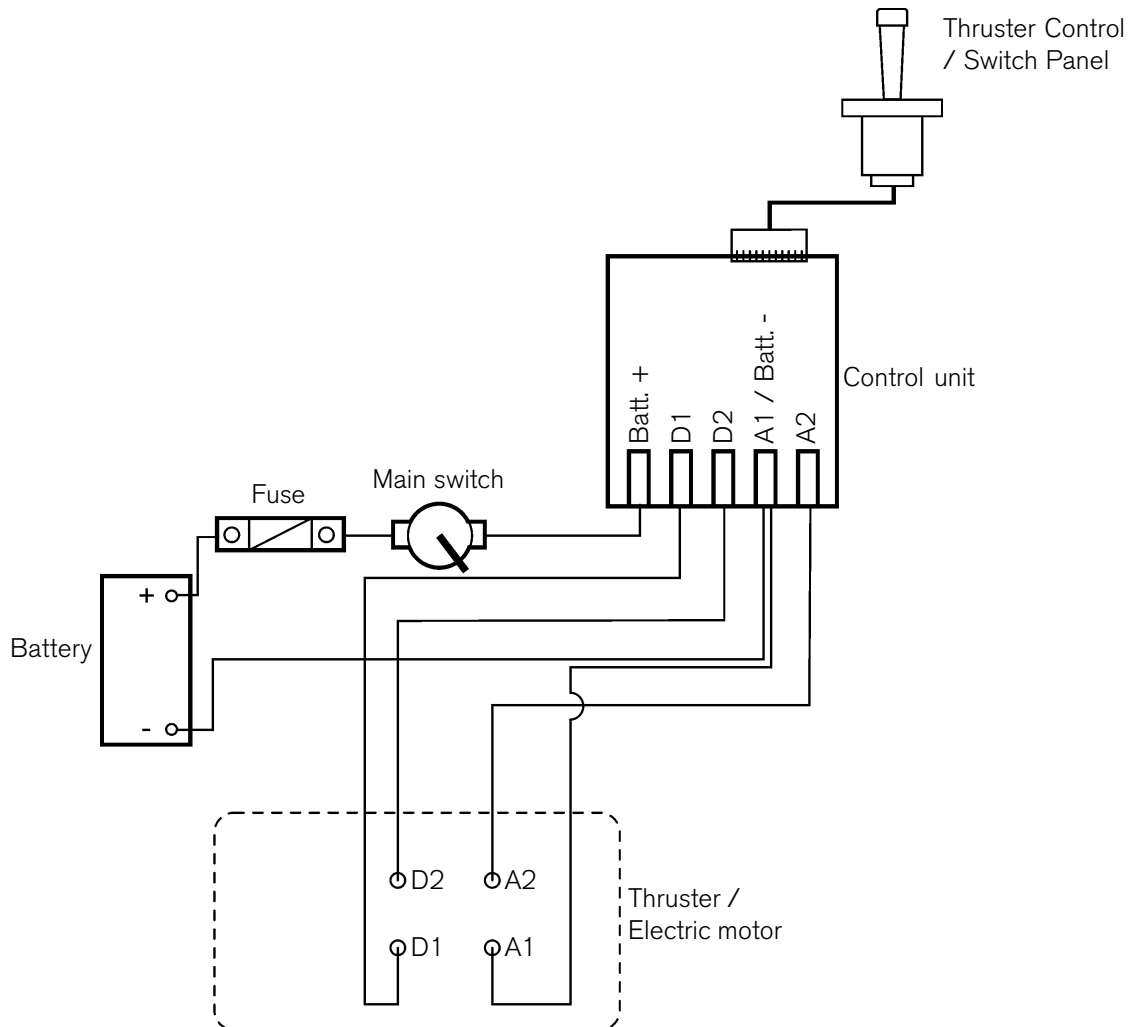 Thruster Control
/ Switch Panel
Batt. +
D1
D2
A1 / Batt. -
A2
Control unit
Main switch
Fuse
+
Battery
-
D2
A2
D1
A1
Thruster /
Electric motor